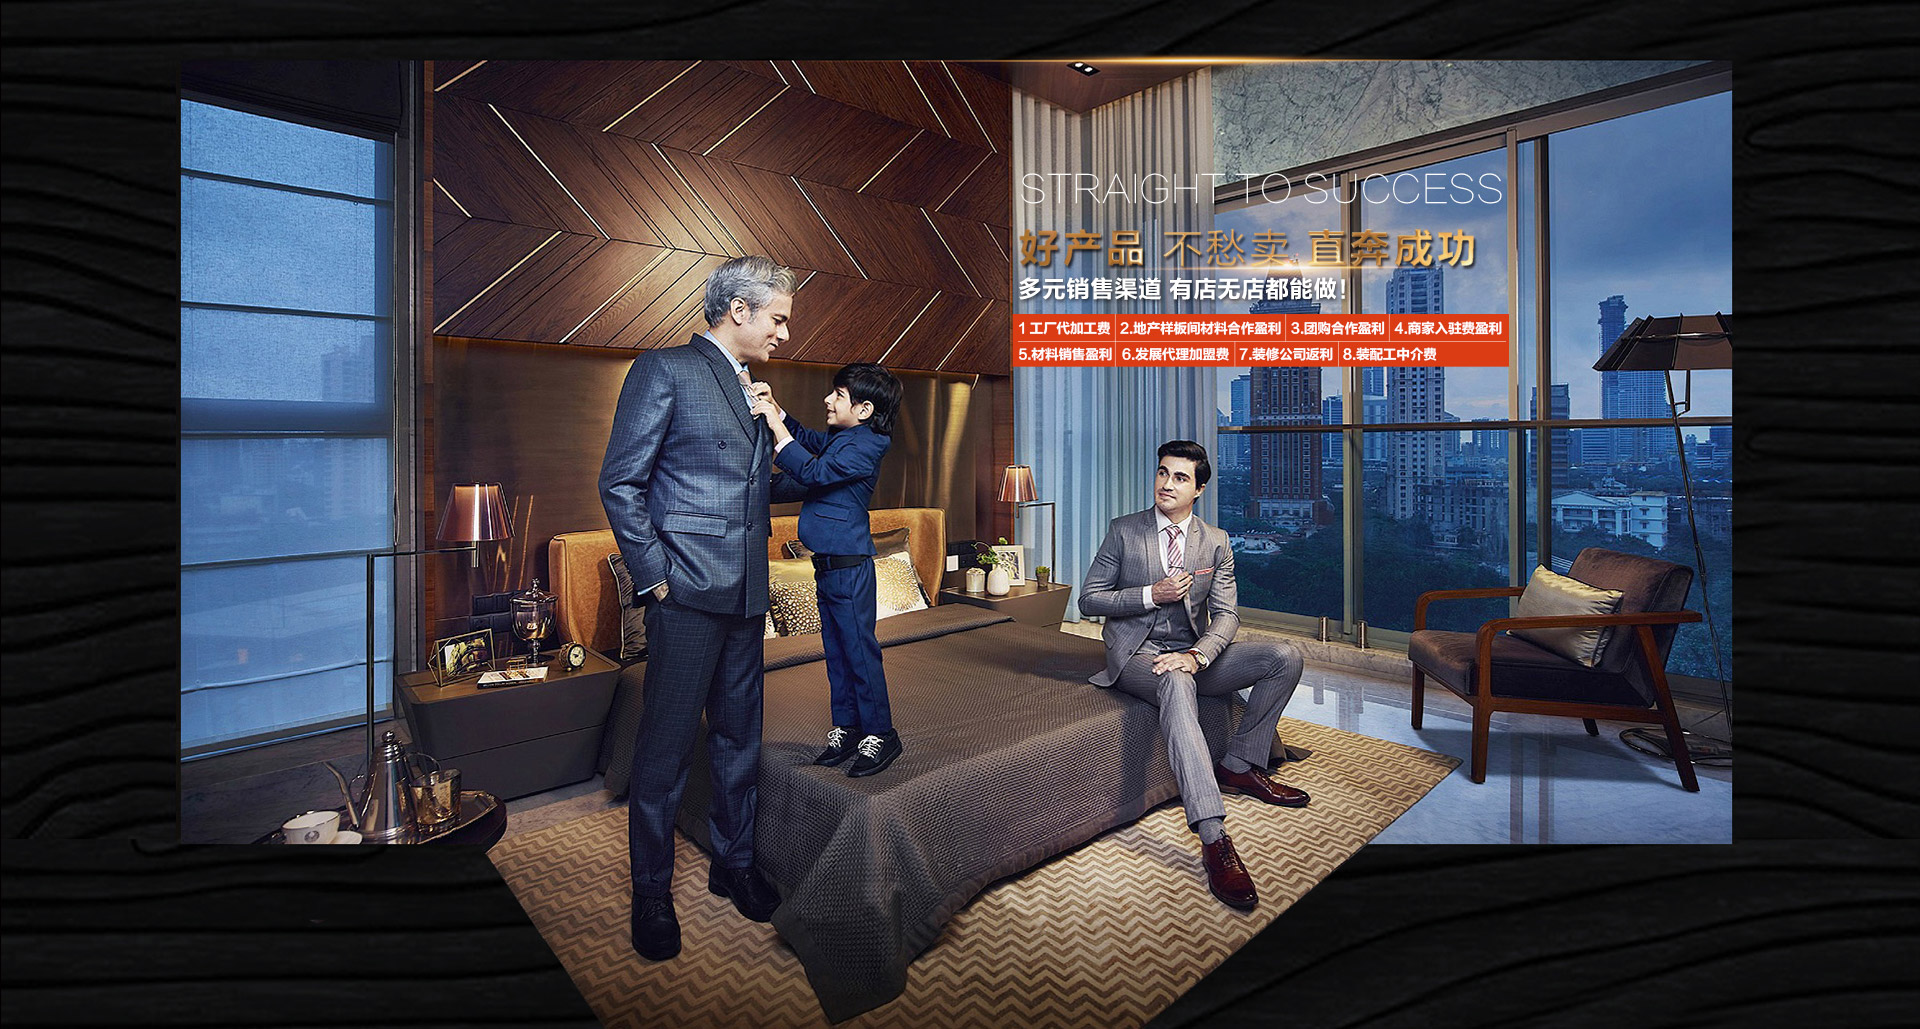 STRAIGHT TO SUCCESS
好产品 不愁卖 直奔成功
多元销售渠道 有店无店都能做!
1 工厂代加工费 2.地产样板间材料合作盈利 3.团购合作盈利 4.商家入驻费盈利
5.材料销售盈利 6.发展代理加盟费 7.装修公司返利 8.装配工中介费